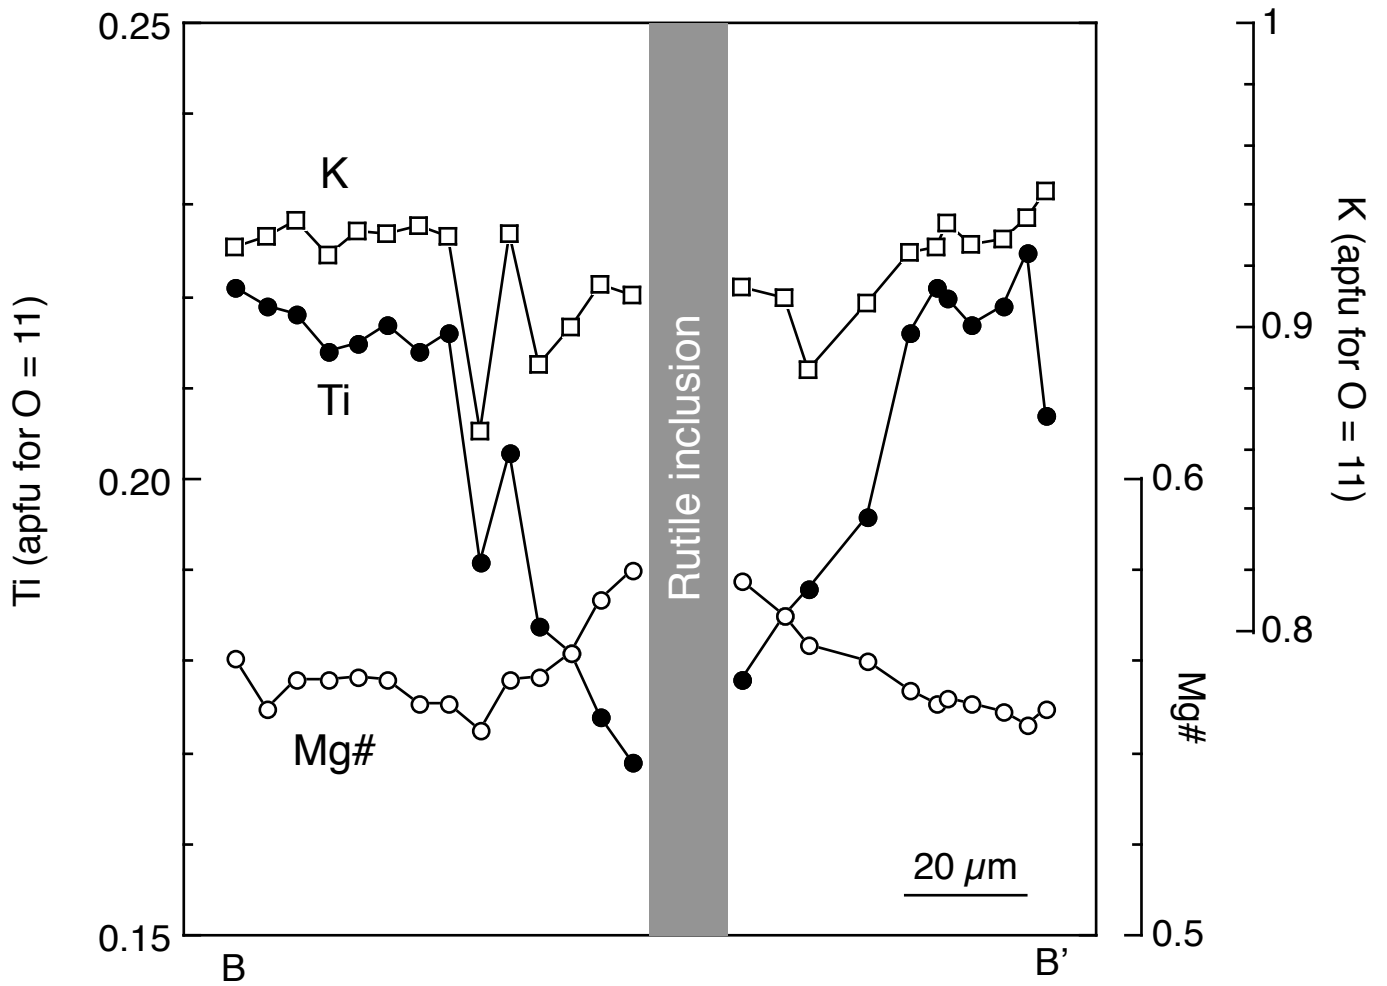 0.25
1
K
K (apfu for O = 11)
Ti (apfu for O = 11)
Rutile inclusion
0.9
Ti
0.20
0.6
0.8
Mg#
Mg#
20 µm
0.15
0.5
B
B’